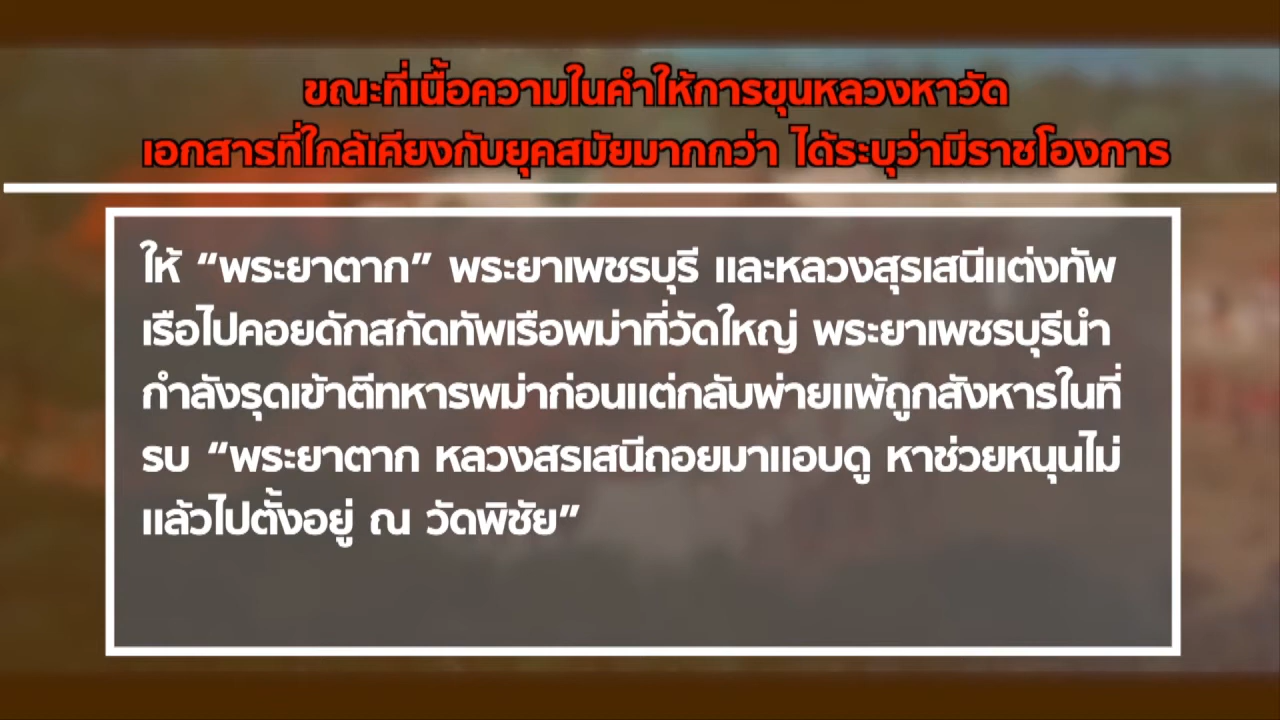 ขณะที่เนื้อความในคำให้การขุนหลวงหาวัด
เอกสารที่ใกล้เคียงกับยุคสมัยมากกว่า ได้ระบุว่ามีราชโองการ
ให้ “พระยาตาก” พระยาเพชรบุรี และหลวงสุรเสนีแต่งทัพ
เรือไปคอยดักสกัดทัพเรือพม่าที่วัดใหญ่ พระยาเพชรบุรีนำ
กำลังรุดเข้าตีทหารพม่าก่อนแต่กลับพ่ายแพ้ถูกสังหารในที่
รบ “พระยาตาก หลวงสรเสนีถอยมาแอบดู หาช่วยหนุนไม่
แล้วไปตั้งอยู่ ณ วัดพิชัย”